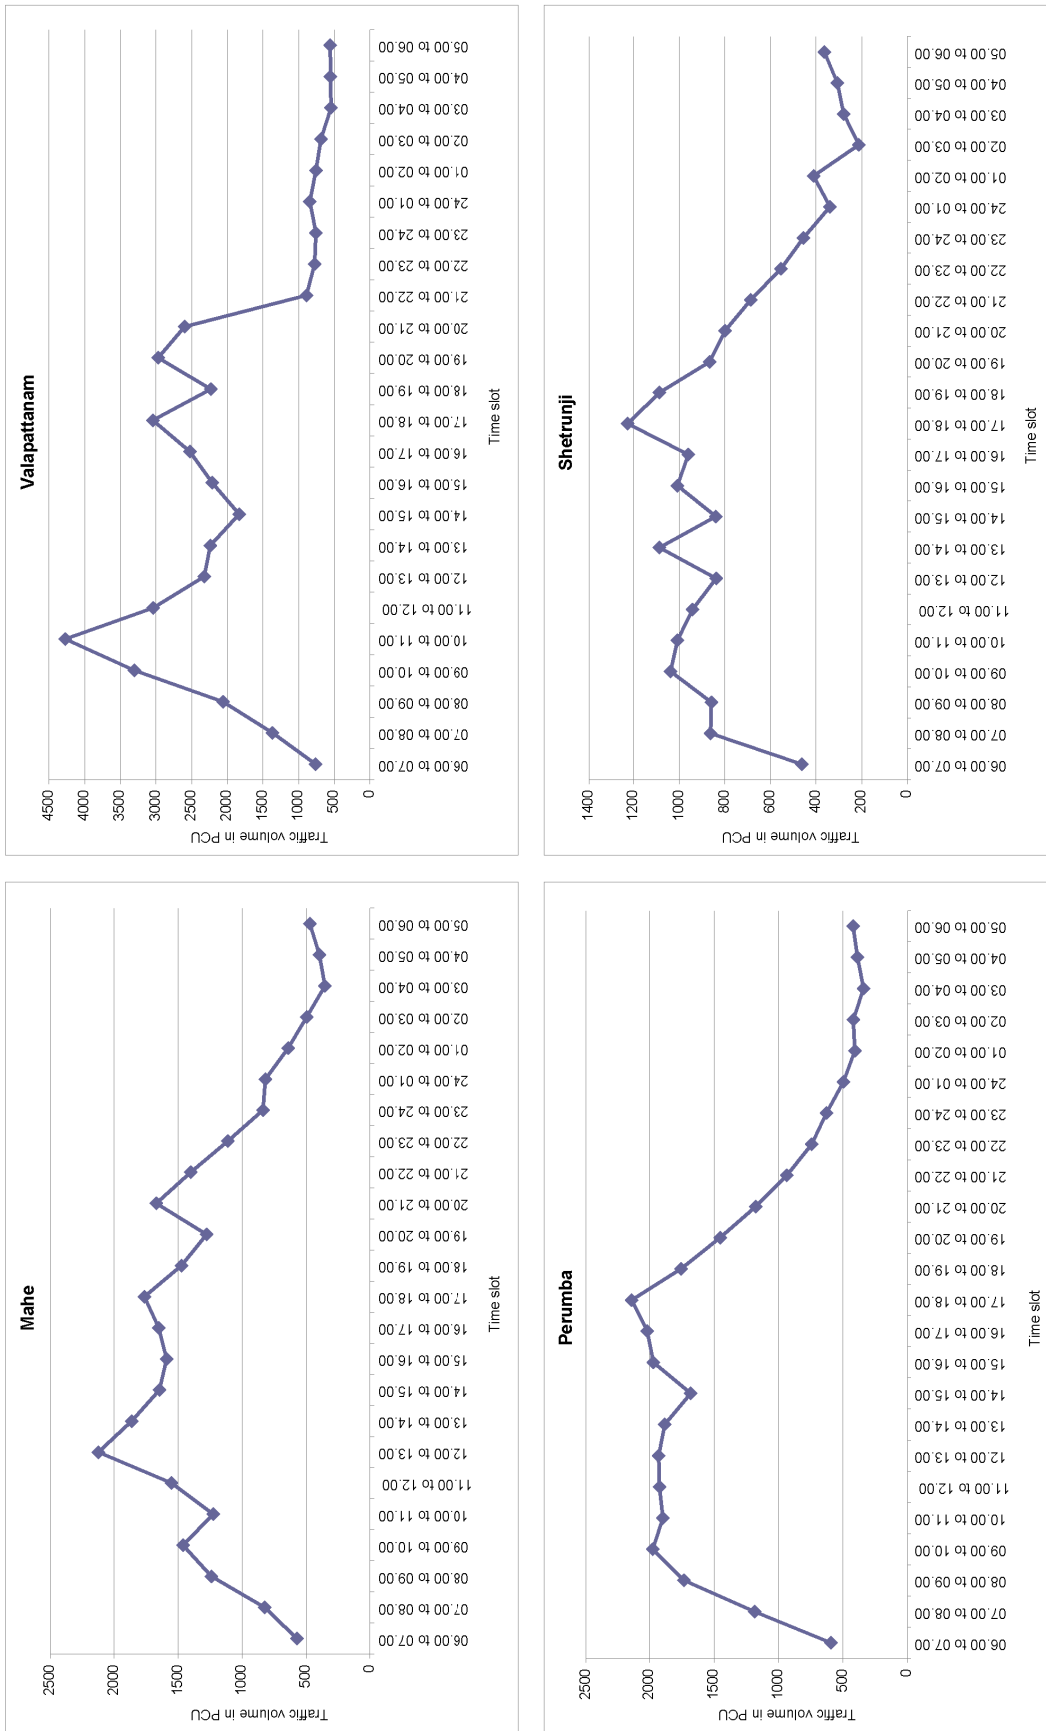 Mahe
Traffic volume in PCU
2500
2000
1500
1000
500
0
06.00 to 07.00
07.00 to 08.00
08.00 to 09.00
09.00 to 10.00
10.00 to 11.00
11.00 to 12.00
12.00 to 13.00
13.00 to 14.00
14.00 to 15.00
15.00 to 16.00
16.00 to 17.00
17.00 to 18.00
18.00 to 19.00
19.00 to 20.00
20.00 to 21.00
21.00 to 22.00
22.00 to 23.00
23.00 to 24.00
24.00 to 01.00
01.00 to 02.00
02.00 to 03.00
03.00 to 04.00
04.00 to 05.00
05.00 to 06.00
Time slot
Valapattanam
Traffic volume in PCU
4500
4000
3500
3000
2500
2000
1500
1000
500
0
06.00 to 07.00
07.00 to 08.00
08.00 to 09.00
09.00 to 10.00
10.00 to 11.00
11.00 to 12.00
12.00 to 13.00
13.00 to 14.00
14.00 to 15.00
15.00 to 16.00
16.00 to 17.00
17.00 to 18.00
18.00 to 19.00
19.00 to 20.00
20.00 to 21.00
21.00 to 22.00
22.00 to 23.00
23.00 to 24.00
24.00 to 01.00
01.00 to 02.00
02.00 to 03.00
03.00 to 04.00
04.00 to 05.00
05.00 to 06.00
Time slot
Perumba
Traffic volume in PCU
2500
2000
1500
1000
500
0
06.00 to 07.00
07.00 to 08.00
08.00 to 09.00
09.00 to 10.00
10.00 to 11.00
11.00 to 12.00
12.00 to 13.00
13.00 to 14.00
14.00 to 15.00
15.00 to 16.00
16.00 to 17.00
17.00 to 18.00
18.00 to 19.00
19.00 to 20.00
20.00 to 21.00
21.00 to 22.00
22.00 to 23.00
23.00 to 24.00
24.00 to 01.00
01.00 to 02.00
02.00 to 03.00
03.00 to 04.00
04.00 to 05.00
05.00 to 06.00
Time slot
Shetrunji
Traffic volume in PCU
1400
1200
1000
800
600
400
200
0
06.00 to 07.00
07.00 to 08.00
08.00 to 09.00
09.00 to 10.00
10.00 to 11.00
11.00 to 12.00
12.00 to 13.00
13.00 to 14.00
14.00 to 15.00
15.00 to 16.00
16.00 to 17.00
17.00 to 18.00
18.00 to 19.00
19.00 to 20.00
20.00 to 21.00
21.00 to 22.00
22.00 to 23.00
23.00 to 24.00
24.00 to 01.00
01.00 to 02.00
02.00 to 03.00
03.00 to 04.00
04.00 to 05.00
05.00 to 06.00
Time slot